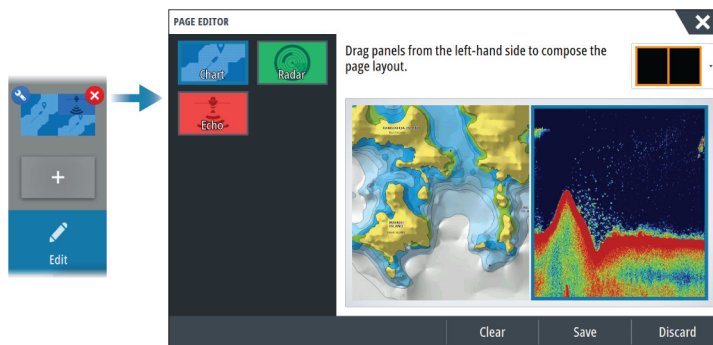 PAGE EDITOR
Chart
Radar
Echo
Drag panels from the left-hand side to compose the
page layout.
+
Edit
Clear
Save
Discard